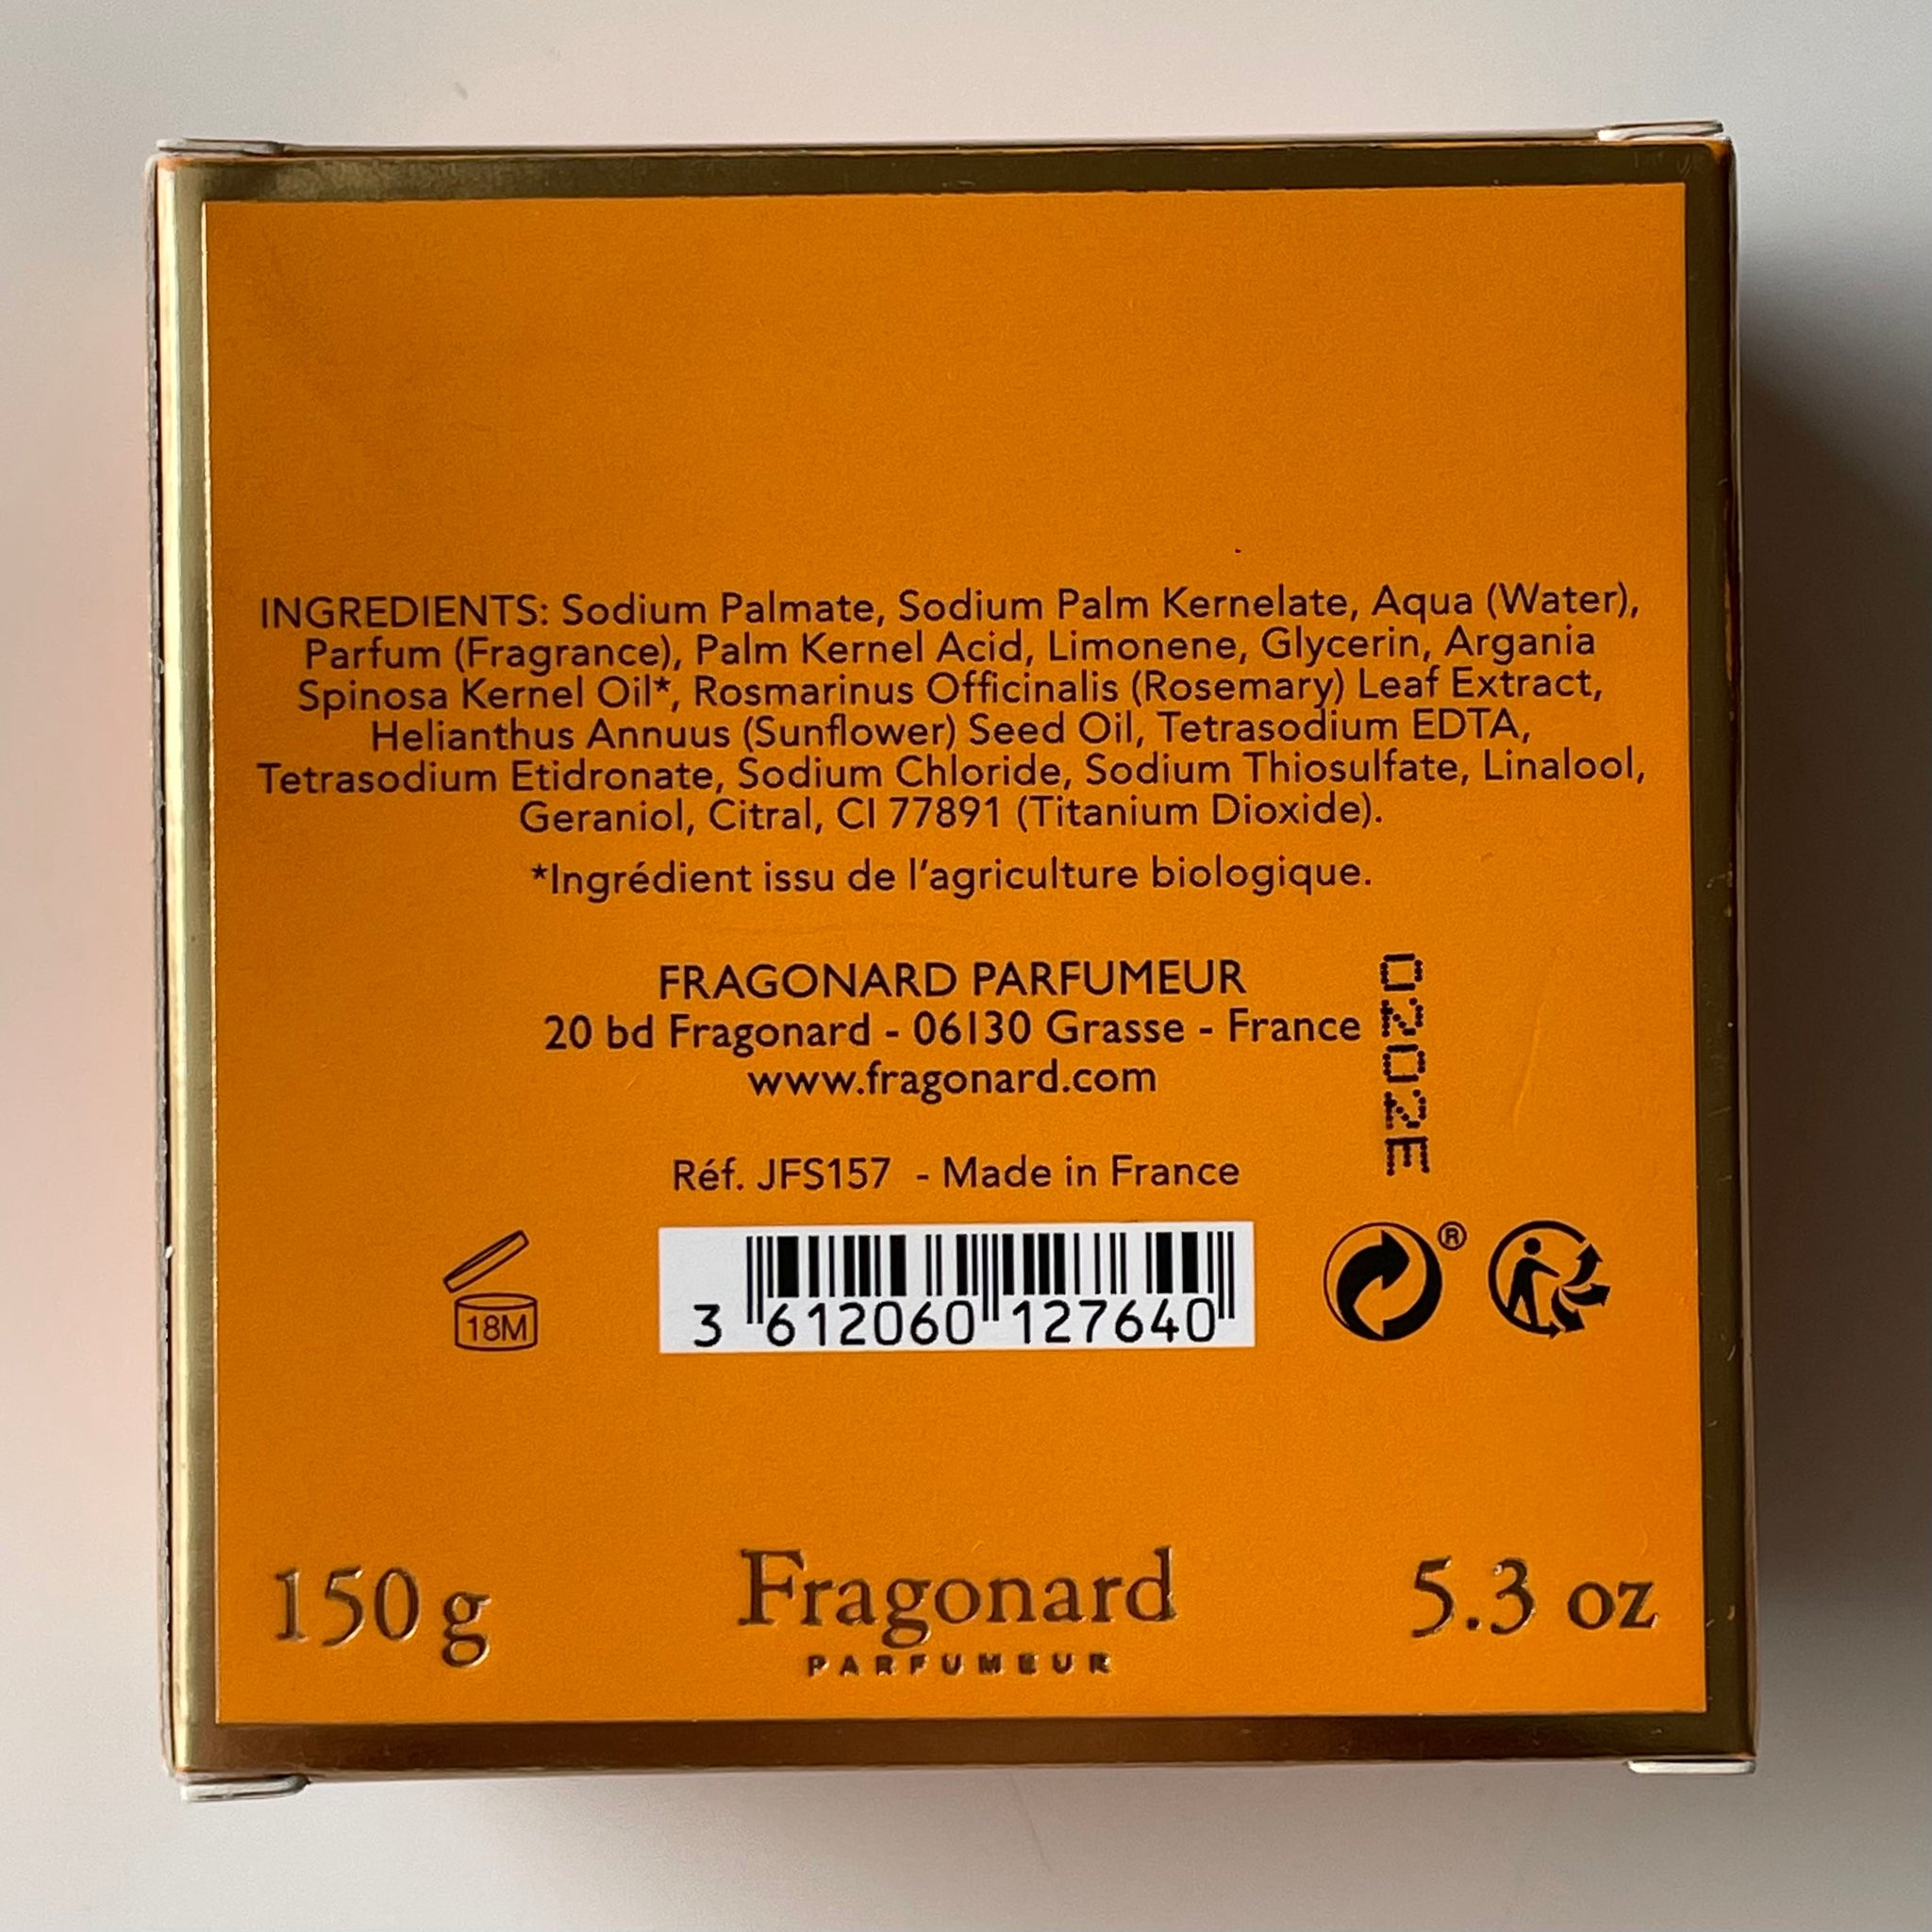 INGREDIENTS: Sodium Palmate, Sodium Palm Kernelate, Aqua (Water),
Parfum (Fragrance), Palm Kernel Acid, Limonene, Glycerin, Argania
Spinosa Kernel Oil*, Rosmarinus Officinalis (Rosemary) Leaf Extract,
Helianthus Annuus (Sunflower) Seed Oil, Tetrasodium EDTA,
Tetrasodium Etidronate, Sodium Chloride, Sodium Thiosulfate, Linalool,
Geraniol, Citral, CI 77891 (Titanium Dioxide).
*Ingrédient issu de l'agriculture biologique.
FRAGONARD PARFUMEUR
20 bd Fragonard - 06130 Grasse - France
www.fragonard.com
0202E
Réf. JFS157 - Made in France
18M
3 612060 127640
®
150 g
Fragonard
PARFUMEUR
5.3 oz